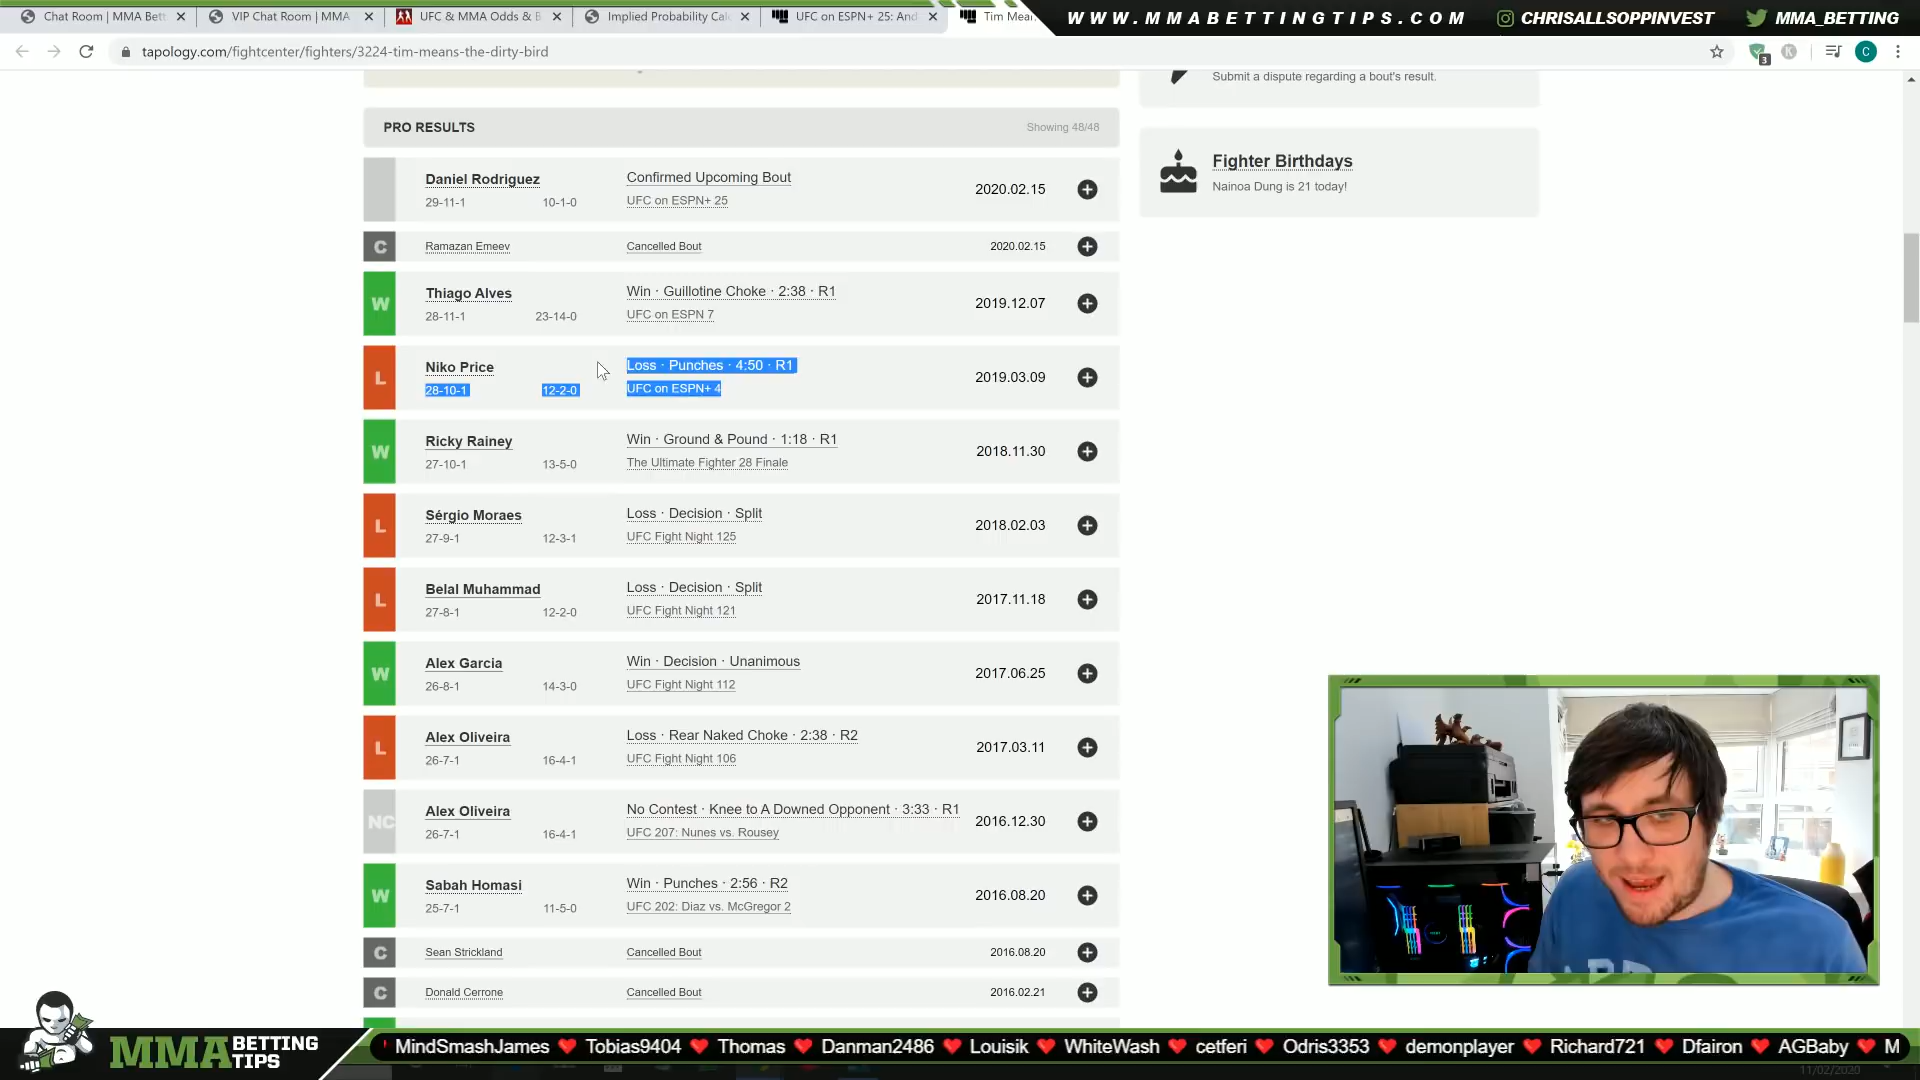 Chat Room | MMA Bett
VIP Chat Room | MMA
UFC & MMA Odds & B
Implied Probability Cal
UFC on ESPN+ 25: And
Tim Mea
WWW.MMABETTINGTIPS.COM
CHRISALLSOPPINVEST
MMA_BETTING
tapology.com/fightcenter/fighters/3224-tim-means-the-dirty-bird
3
K
C
Submit a dispute regarding a bout's result.
PRO RESULTS
Showing 48/48
Fighter Birthdays
Nainoa Dung is 21 today!
Daniel Rodriguez
29-11-1 10-1-0
Confirmed Upcoming Bout
UFC on ESPN+ 25
2020.02.15
C
Ramazan Emeev
Cancelled Bout
2020.02.15
W
Thiago Alves
28-11-1 23-14-0
Win · Guillotine Choke · 2:38 · R1
UFC on ESPN 7
2019.12.07
L
Niko Price
28-10-1 12-2-0
Loss · Punches · 4:50 · R1
UFC on ESPN+ 4
2019.03.09
W
Ricky Rainey
27-10-1 13-5-0
Win · Ground & Pound · 1:18 · R1
The Ultimate Fighter 28 Finale
2018.11.30
L
Sérgio Moraes
27-9-1 12-3-1
Loss · Decision · Split
UFC Fight Night 125
2018.02.03
L
Belal Muhammad
27-8-1 12-2-0
Loss · Decision · Split
UFC Fight Night 121
2017.11.18
W
Alex Garcia
26-8-1 14-3-0
Win · Decision · Unanimous
UFC Fight Night 112
2017.06.25
L
Alex Oliveira
26-7-1 16-4-1
Loss · Rear Naked Choke · 2:38 · R2
UFC Fight Night 106
2017.03.11
NC
Alex Oliveira
26-7-1 16-4-1
No Contest · Knee to A Downed Opponent · 3:33 · R1
UFC 207: Nunes vs. Rousey
2016.12.30
W
Sabah Homasi
25-7-1 11-5-0
Win · Punches · 2:56 · R2
UFC 202: Diaz vs. McGregor 2
2016.08.20
C
Sean Strickland
Cancelled Bout
2016.08.20
C
Donald Cerrone
Cancelled Bout
2016.02.21
MMA BETTING TIPS
MindSmashJames ❤ Tobias9404 ❤ Thomas ❤ Danman2486 ❤ Louisik ❤ WhiteWash ❤ cetferi ❤ Odris3353 ❤ demonplayer ❤ Richard721 ❤ Dfairon ❤ AGBaby ❤ M
11/02/2020